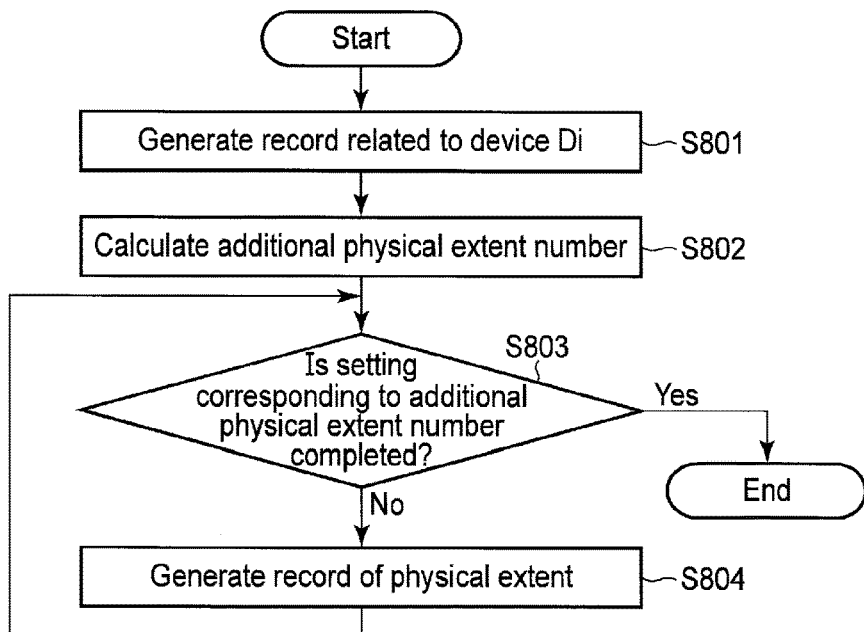 Start
Generate record related to device Di
S801
Calculate additional physical extent number
S802
S803
Is setting
corresponding to additional
physical extent number
completed?
Yes
End
No
Generate record of physical extent
S804